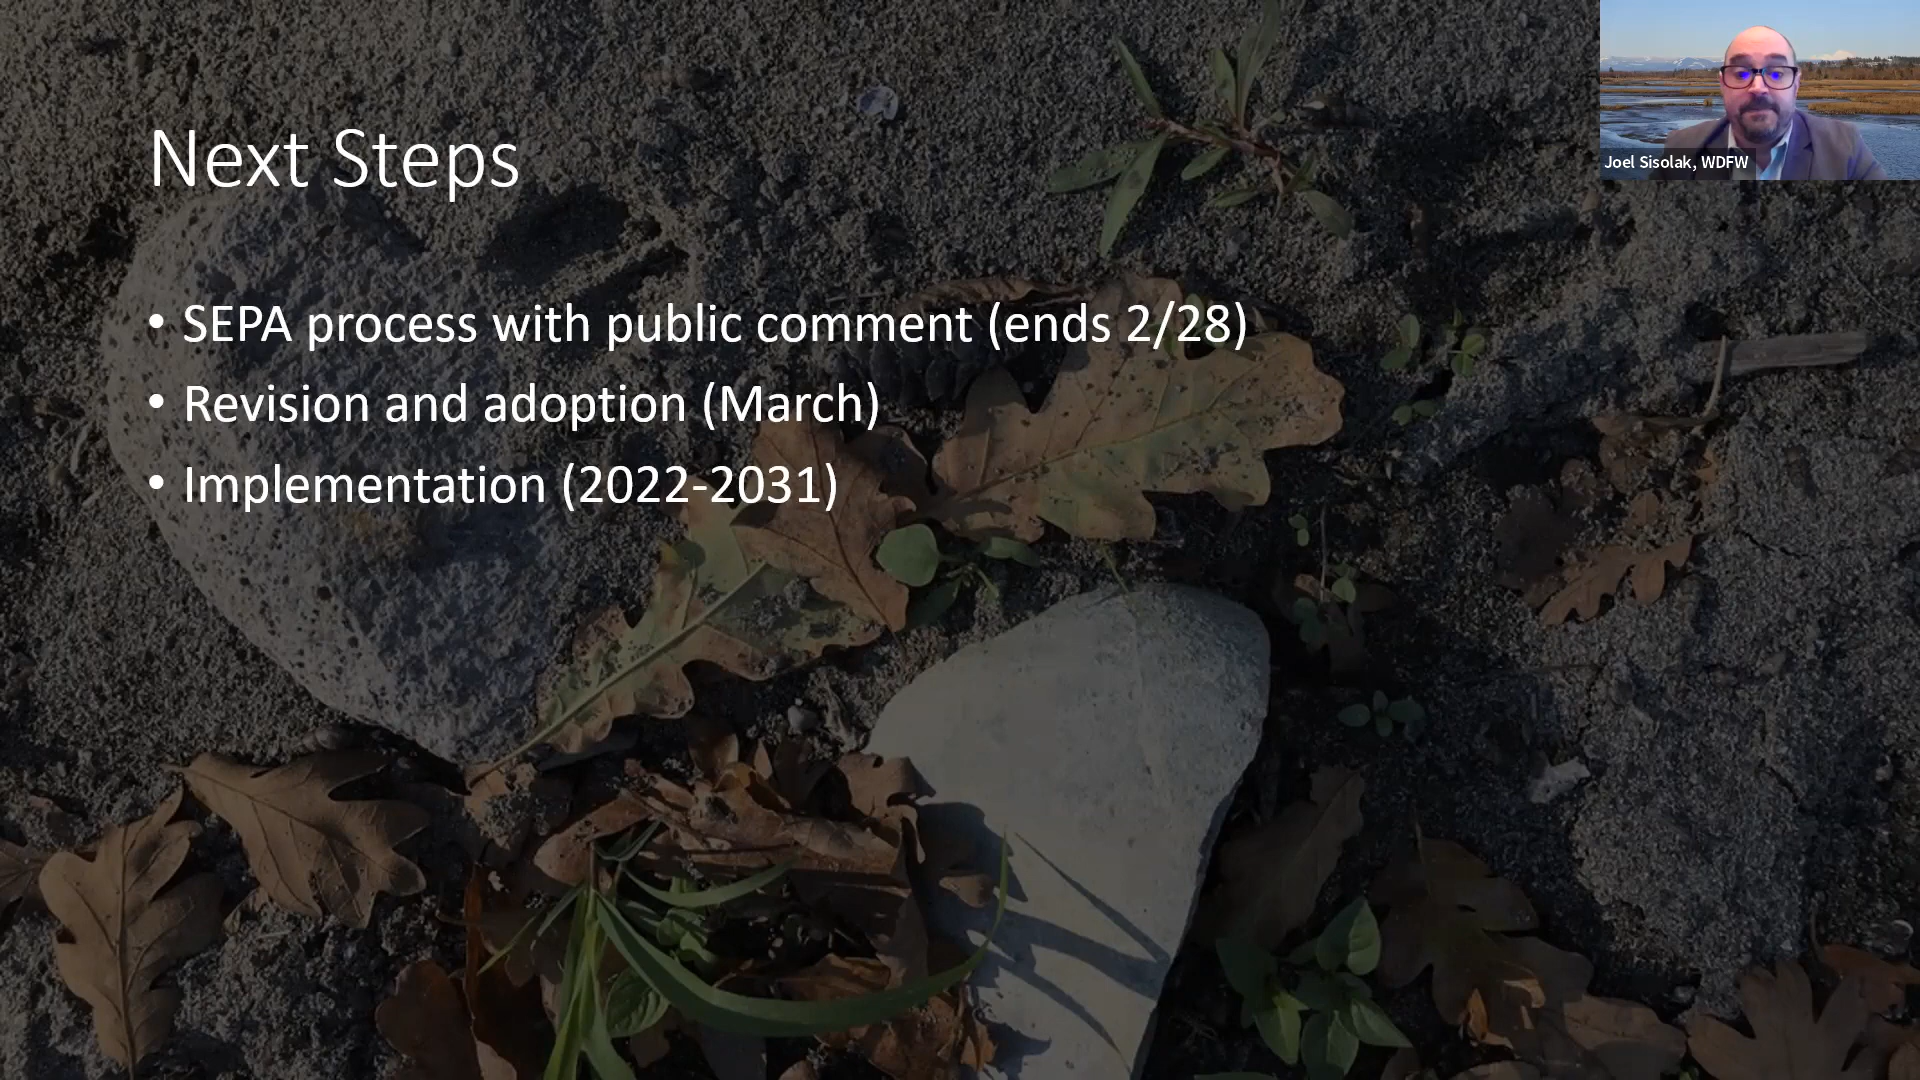 Next Steps
Joel Sisolak, WDFW
• SEPA process with public comment (ends 2/28)
• Revision and adoption (March)
• Implementation (2022-2031)